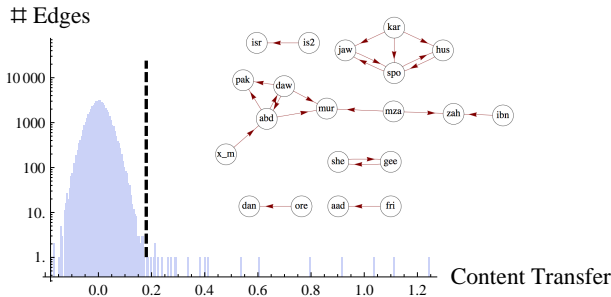 # Edges
kar
isr is2 jaw hus
spo
pak daw
10 000
mur mza zah ibn
abd
1000
x_m
100
she gee
10.
dan ore aad fri
1.
0.0 0.2 0.4 0.6 0.8 1.0 1.2
Content Transfer